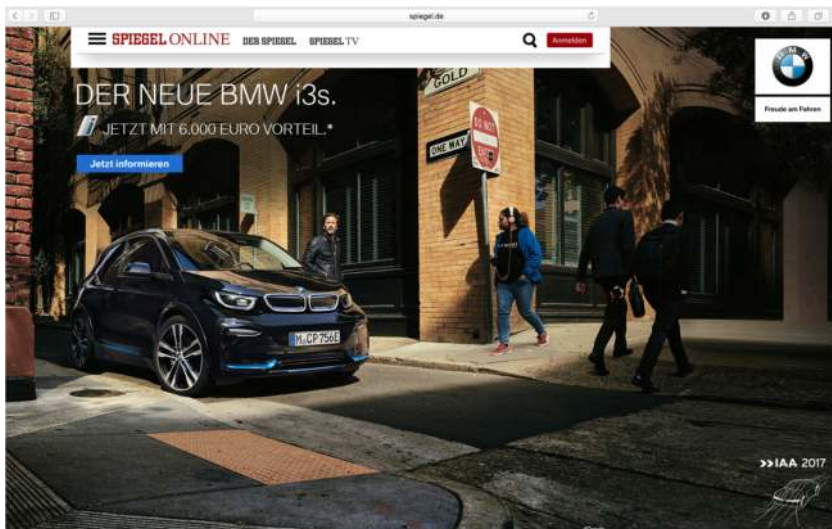 spiegel.de
SPIEGEL ONLINE DER SPIEGEL SPIEGEL TV
Anmelden
BMW
Freude am Fahren
DER NEUE BMW i3s.
JETZT MIT 6.000 EURO VORTEIL.*
Jetzt informieren
GOLD
DO NOT
ENTER
ONE WAY
M GP 756E
>>IAA 2017